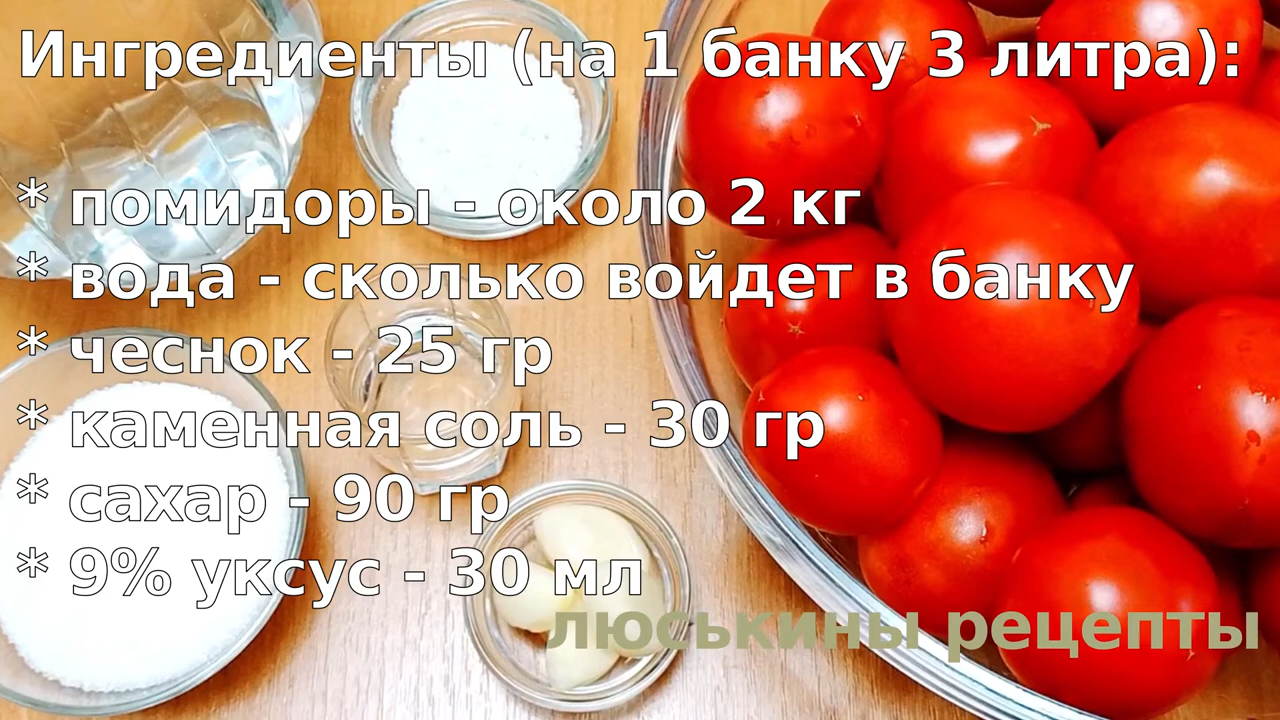 Ингредиенты (на 1 банку 3 литра):
* помидоры - около 2 кг
* вода - сколько войдет в банку
* чеснок - 25 гр
* каменная соль - 30 гр
* сахар - 90 гр
* 9% уксус - 30 мл
люськины рецепты